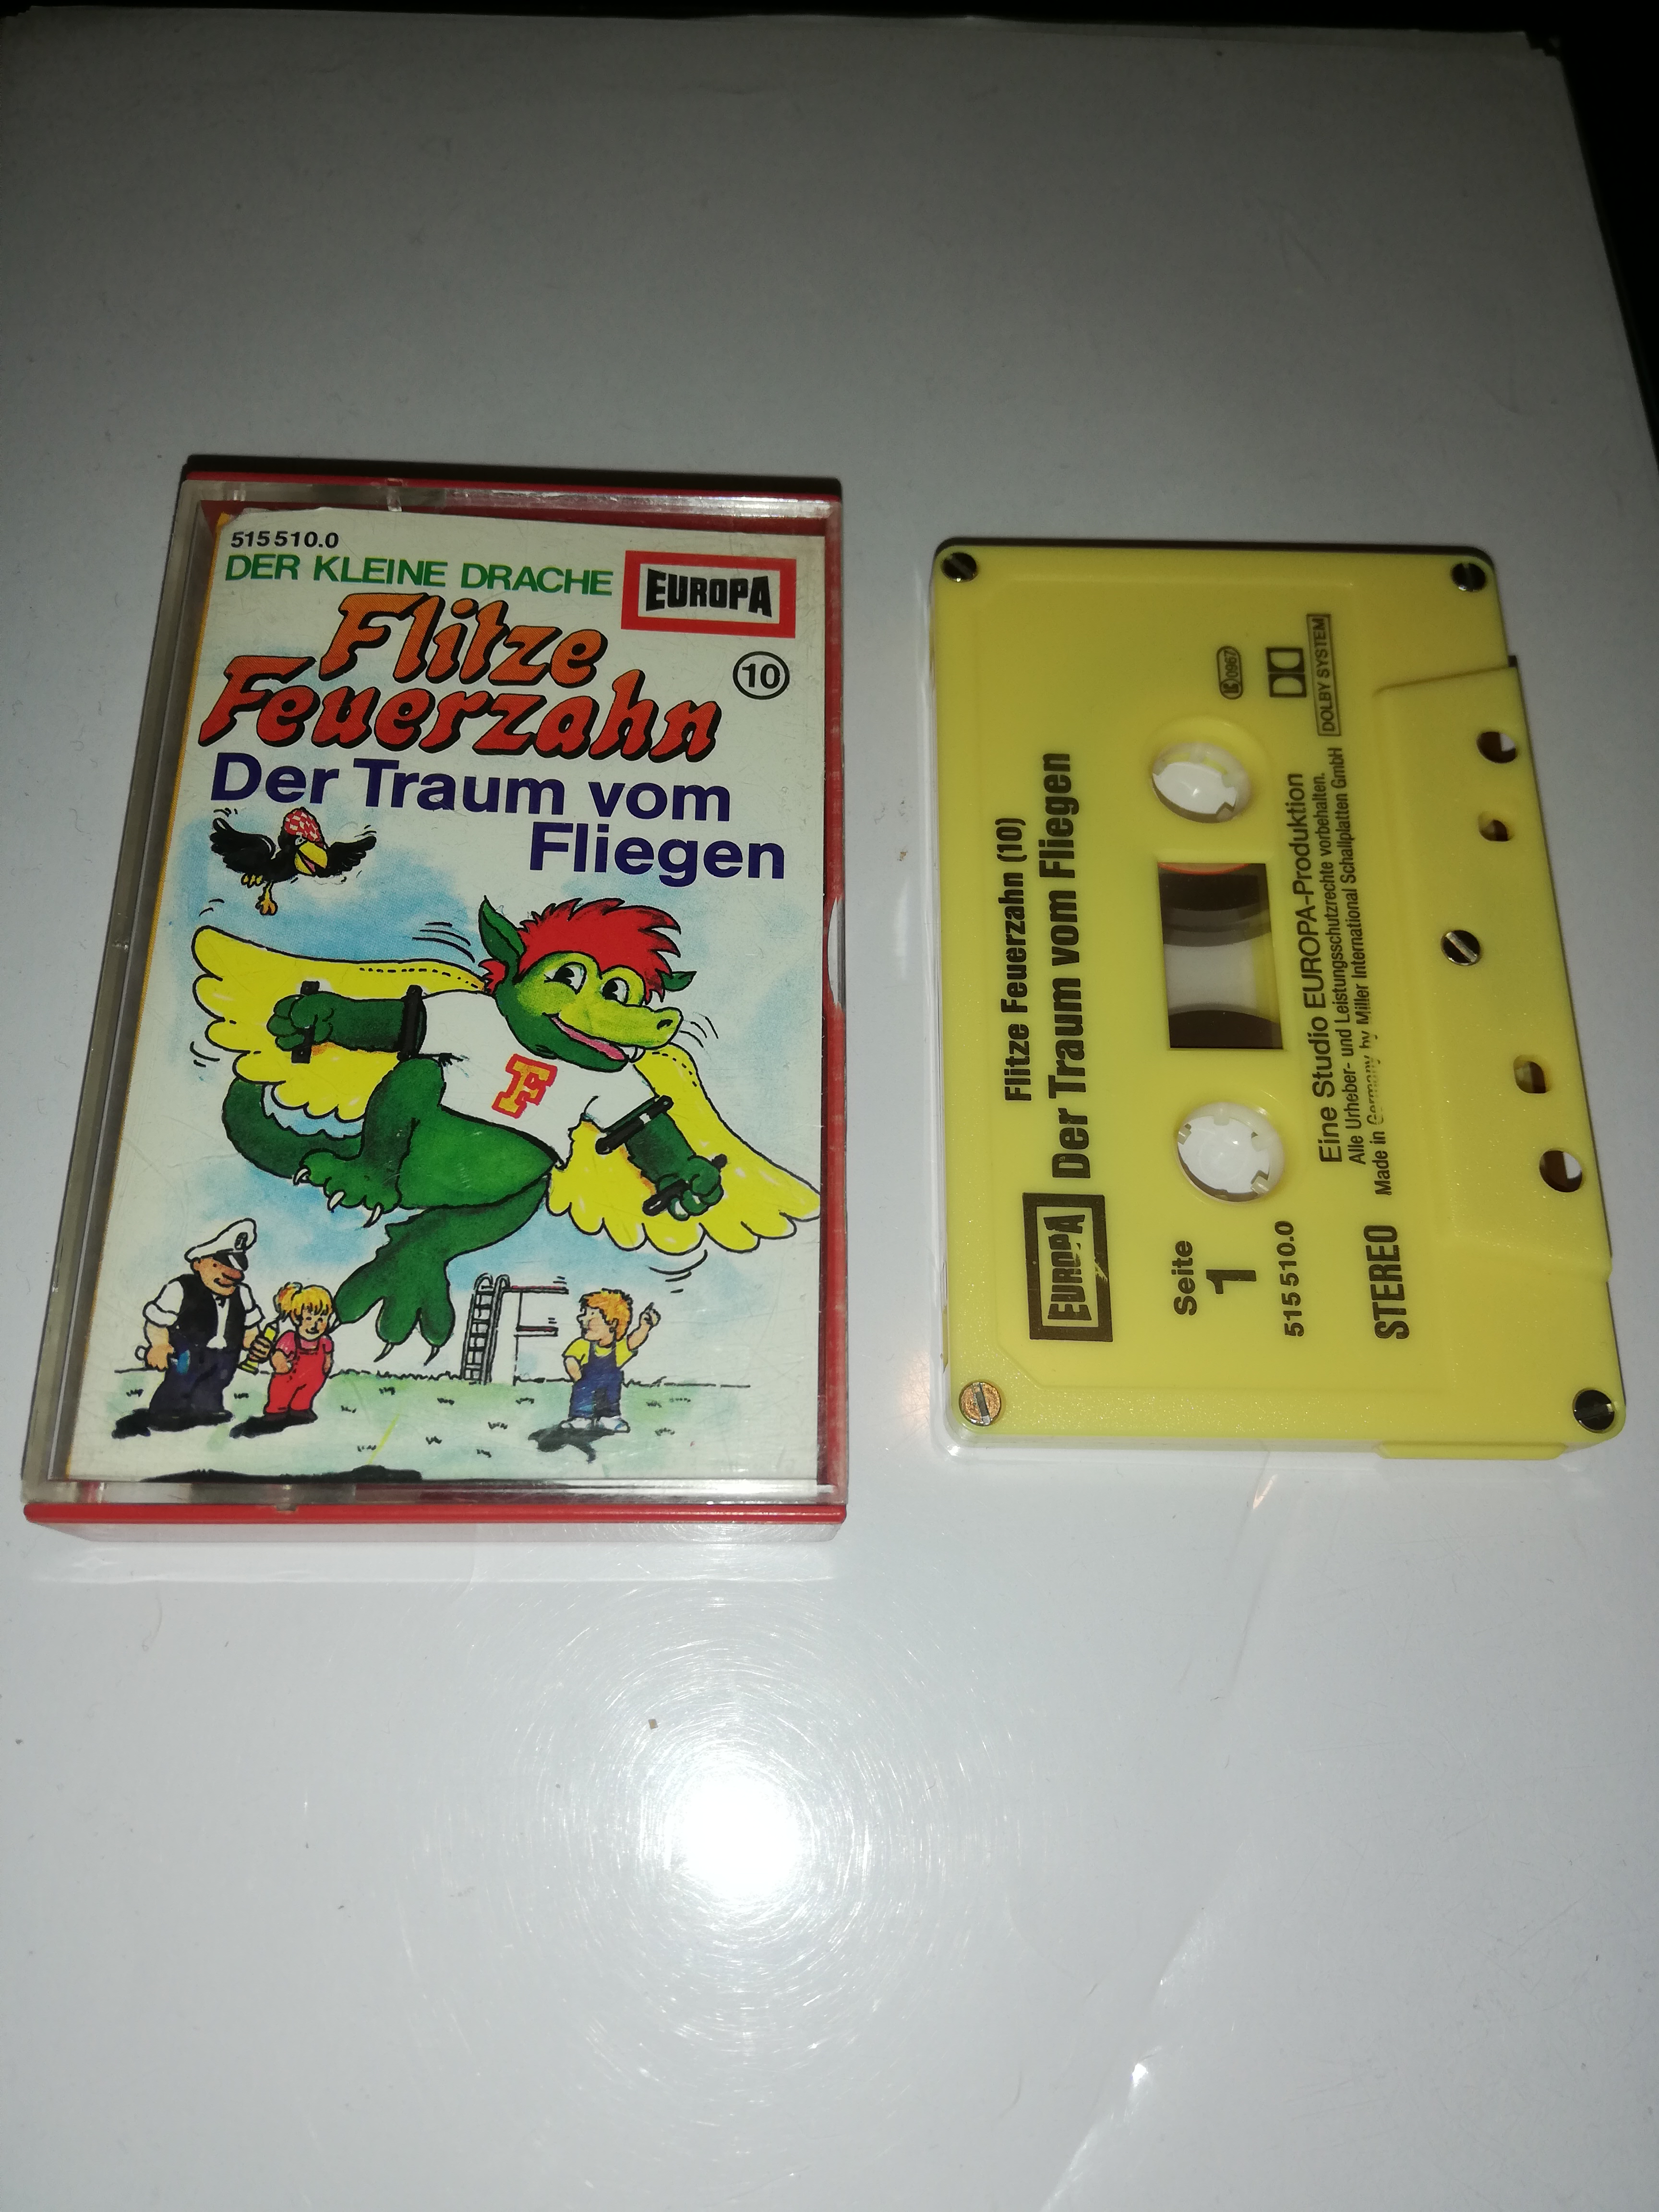 515 510.0
DER KLEINE DRACHE
EUROPA
Flitze
Feuerzahn
10
Der Traum vom
Fliegen
F
EUROPA
Flitze Feuerzahn (10)
Der Traum vom Fliegen
Seite
1
515 510.0
STEREO
LC 0967
DOLBY SYSTEM
Eine Studio EUROPA-Produktion
Alle Urheber- und Leistungsschutzrechte vorbehalten.
Made in Germany by Miller International Schallplatten GmbH